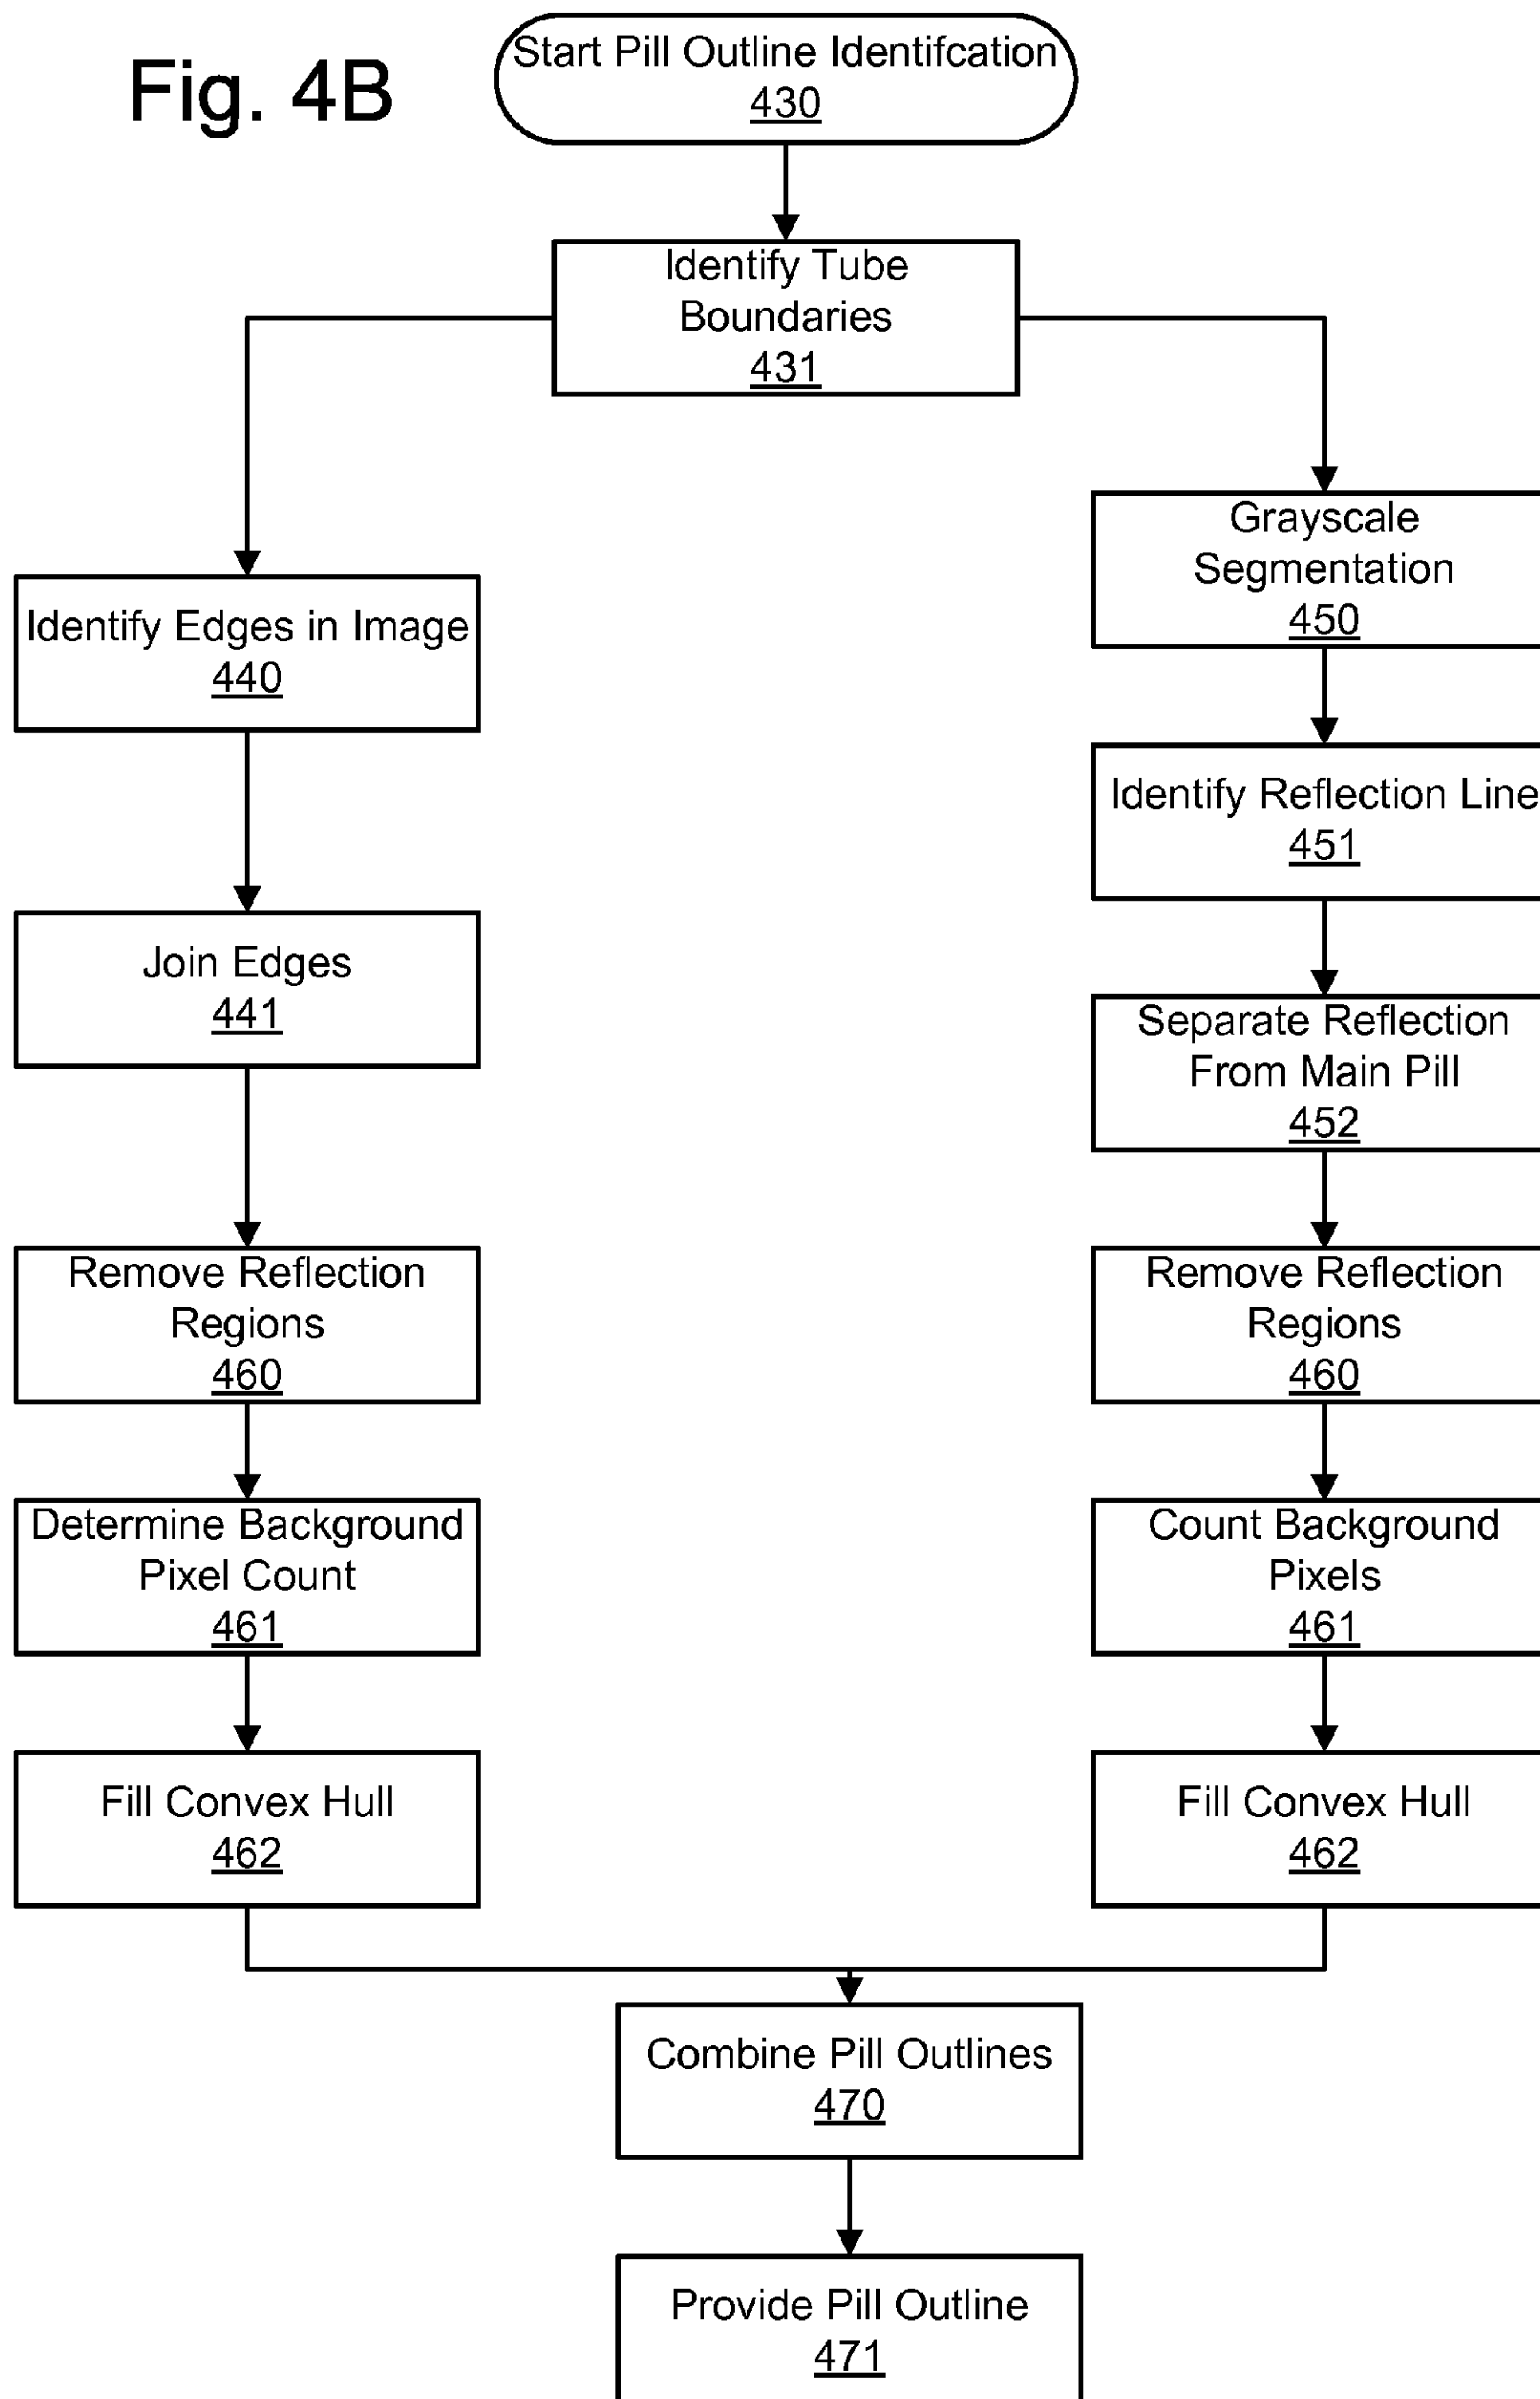 Fig. 4B
Start Pill Outline Identifcation
430
Identify Tube
Boundaries
431
Identify Edges in Image
440
Join Edges
441
Remove Reflection
Regions
460
Determine Background
Pixel Count
461
Fill Convex Hull
462
Grayscale
Segmentation
450
Identify Reflection Line
451
Separate Reflection
From Main Pill
452
Remove Reflection
Regions
460
Count Background
Pixels
461
Fill Convex Hull
462
Combine Pill Outlines
470
Provide Pill Outline
471